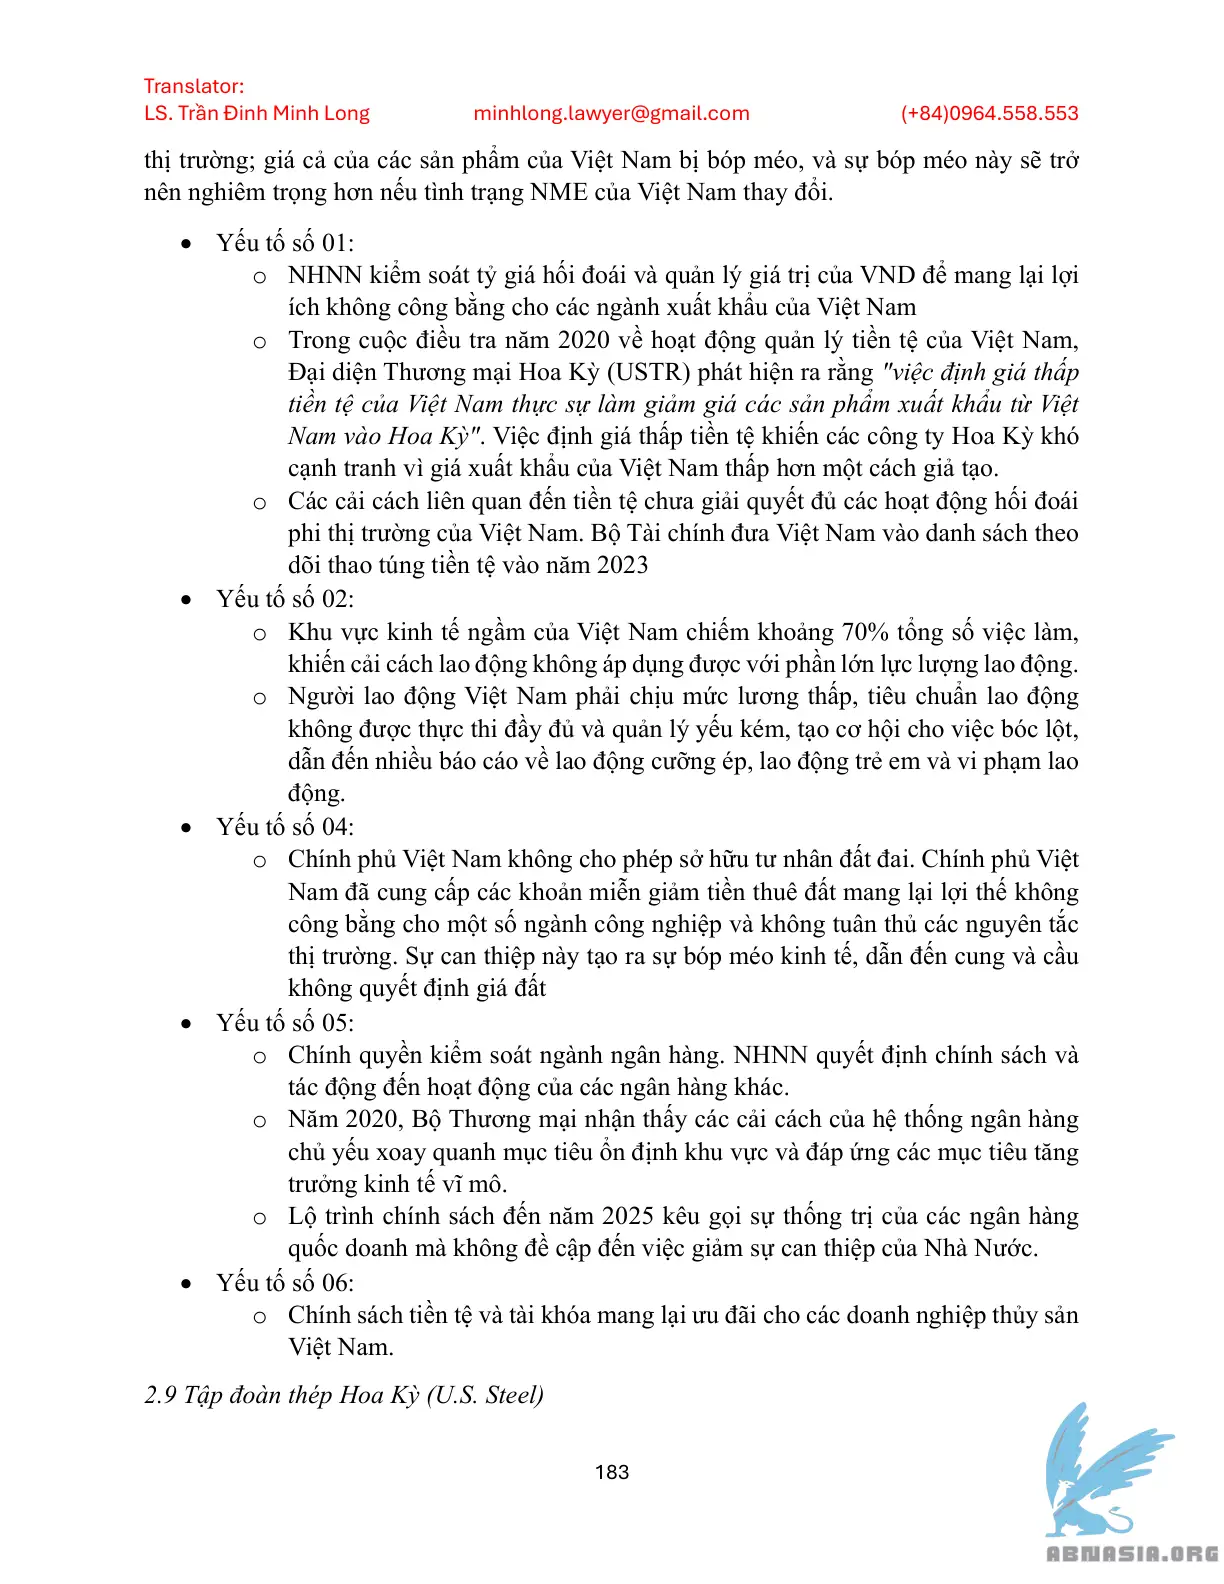 Translator:
LS. Trần Đinh Minh Long minhlong.lawyer@gmail.com (+84)0964.558.553
thị trường; giá cả của các sản phẩm của Việt Nam bị bóp méo, và sự bóp méo này sẽ trở
nên nghiêm trọng hơn nếu tình trạng NME của Việt Nam thay đổi.
• Yếu tố số 01:
o NHNN kiểm soát tỷ giá hối đoái và quản lý giá trị của VND để mang lại lợi
ích không công bằng cho các ngành xuất khẩu của Việt Nam
o Trong cuộc điều tra năm 2020 về hoạt động quản lý tiền tệ của Việt Nam,
Đại diện Thương mại Hoa Kỳ (USTR) phát hiện ra rằng "việc định giá thấp
tiền tệ của Việt Nam thực sự làm giảm giá các sản phẩm xuất khẩu từ Việt
Nam vào Hoa Kỳ". Việc định giá thấp tiền tệ khiến các công ty Hoa Kỳ khó
cạnh tranh vì giá xuất khẩu của Việt Nam thấp hơn một cách giả tạo.
o Các cải cách liên quan đến tiền tệ chưa giải quyết đủ các hoạt động hối đoái
phi thị trường của Việt Nam. Bộ Tài chính đưa Việt Nam vào danh sách theo
dõi thao túng tiền tệ vào năm 2023
• Yếu tố số 02:
o Khu vực kinh tế ngầm của Việt Nam chiếm khoảng 70% tổng số việc làm,
khiến cải cách lao động không áp dụng được với phần lớn lực lượng lao động.
o Người lao động Việt Nam phải chịu mức lương thấp, tiêu chuẩn lao động
không được thực thi đầy đủ và quản lý yếu kém, tạo cơ hội cho việc bóc lột,
dẫn đến nhiều báo cáo về lao động cưỡng ép, lao động trẻ em và vi phạm lao
động.
• Yếu tố số 04:
o Chính phủ Việt Nam không cho phép sở hữu tư nhân đất đai. Chính phủ Việt
Nam đã cung cấp các khoản miễn giảm tiền thuê đất mang lại lợi thế không
công bằng cho một số ngành công nghiệp và không tuân thủ các nguyên tắc
thị trường. Sự can thiệp này tạo ra sự bóp méo kinh tế, dẫn đến cung và cầu
không quyết định giá đất
• Yếu tố số 05:
o Chính quyền kiểm soát ngành ngân hàng. NHNN quyết định chính sách và
tác động đến hoạt động của các ngân hàng khác.
o Năm 2020, Bộ Thương mại nhận thấy các cải cách của hệ thống ngân hàng
chủ yếu xoay quanh mục tiêu ổn định khu vực và đáp ứng các mục tiêu tăng
trưởng kinh tế vĩ mô.
o Lộ trình chính sách đến năm 2025 kêu gọi sự thống trị của các ngân hàng
quốc doanh mà không đề cập đến việc giảm sự can thiệp của Nhà Nước.
• Yếu tố số 06:
o Chính sách tiền tệ và tài khóa mang lại ưu đãi cho các doanh nghiệp thủy sản
Việt Nam.
2.9 Tập đoàn thép Hoa Kỳ (U.S. Steel)
183
ABNASIA.ORG